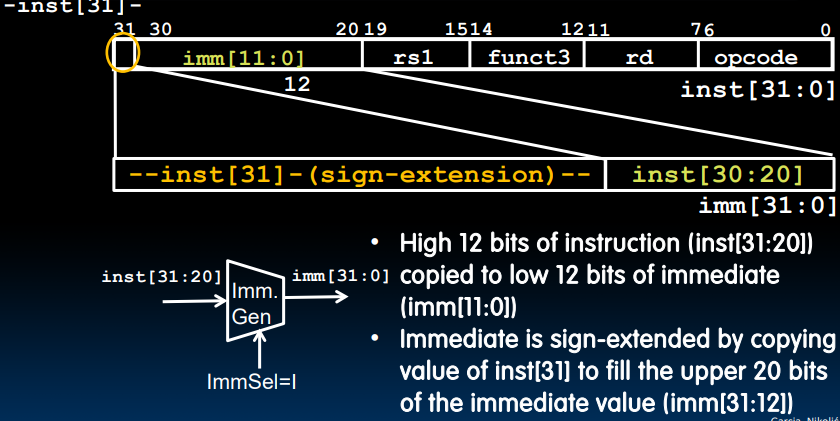 -inst[31]-
31 30 20 19 15 14 12 11 7 6 0
imm[11:0] rs1 funct3 rd opcode
12
inst[31:0]
--inst[31]-(sign-extension)-- inst[30:20]
imm[31:0]
inst[31:20]
Imm.
Gen
imm[31:0]
ImmSel=I
• High 12 bits of instruction (inst[31:20])
copied to low 12 bits of immediate
(imm[11:0])
• Immediate is sign-extended by copying
value of inst[31] to fill the upper 20 bits
of the immediate value (imm[31:12])